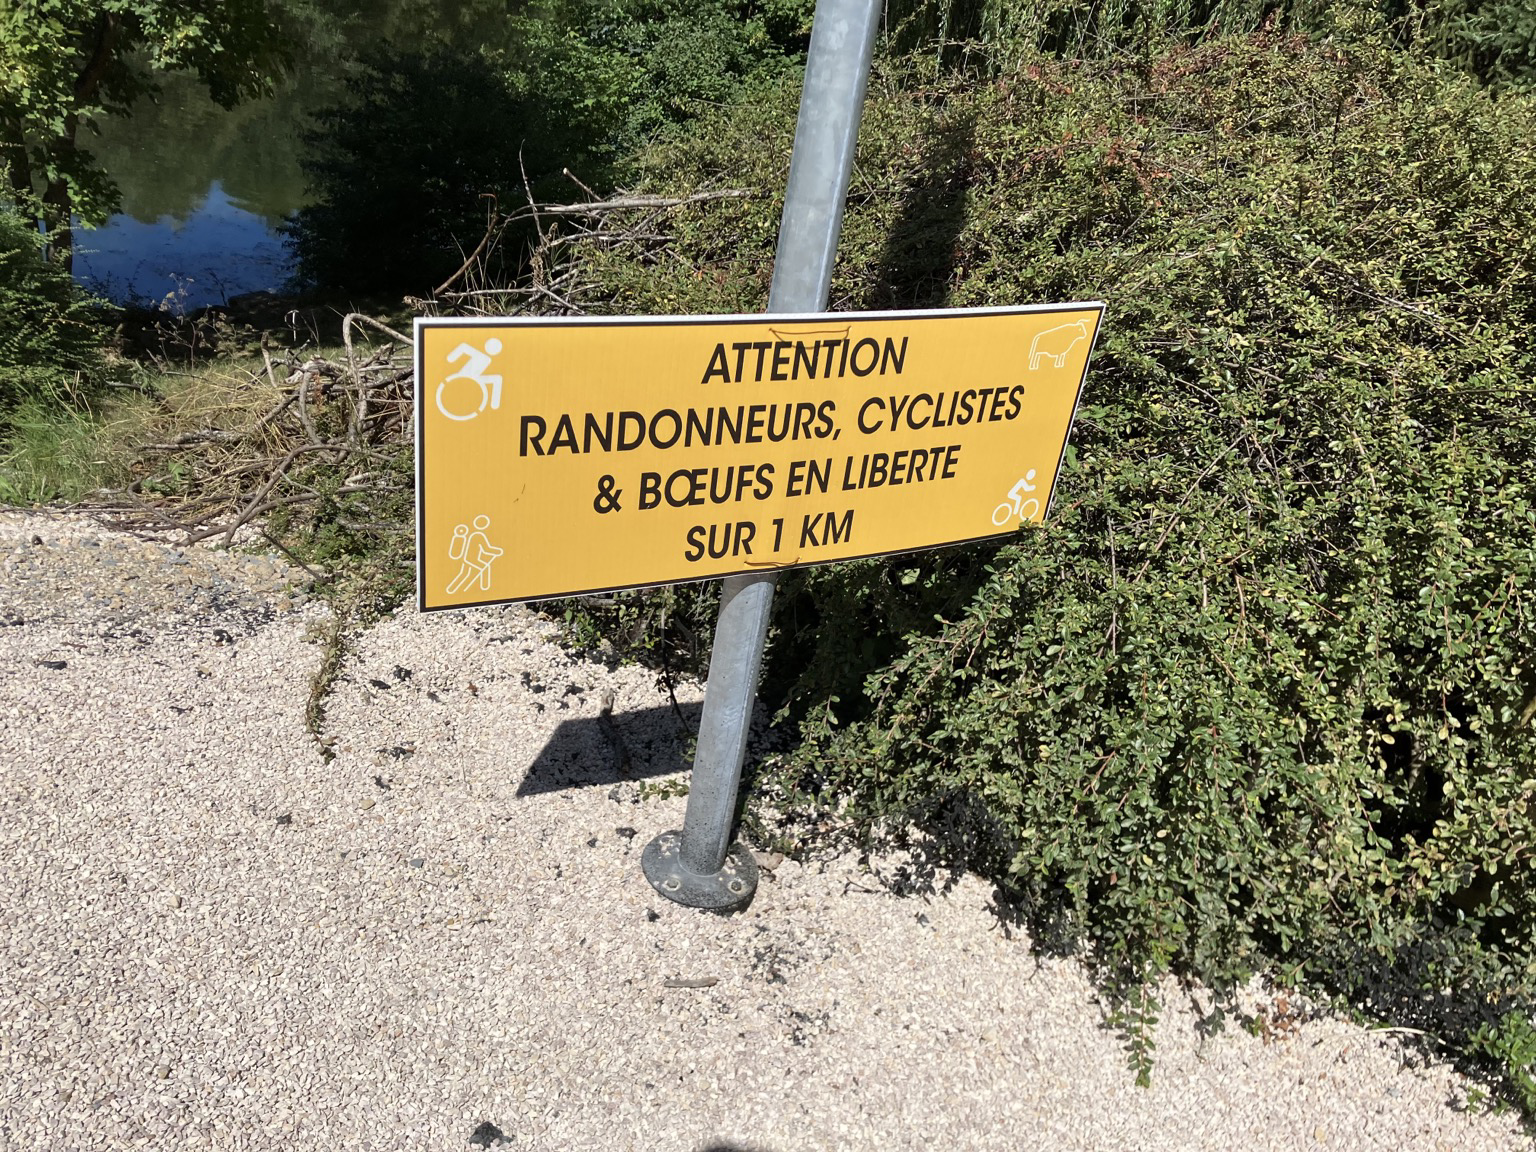 ATTENTION
RANDONNEURS, CYCLISTES
& BŒUFS EN LIBERTE
SUR 1 KM